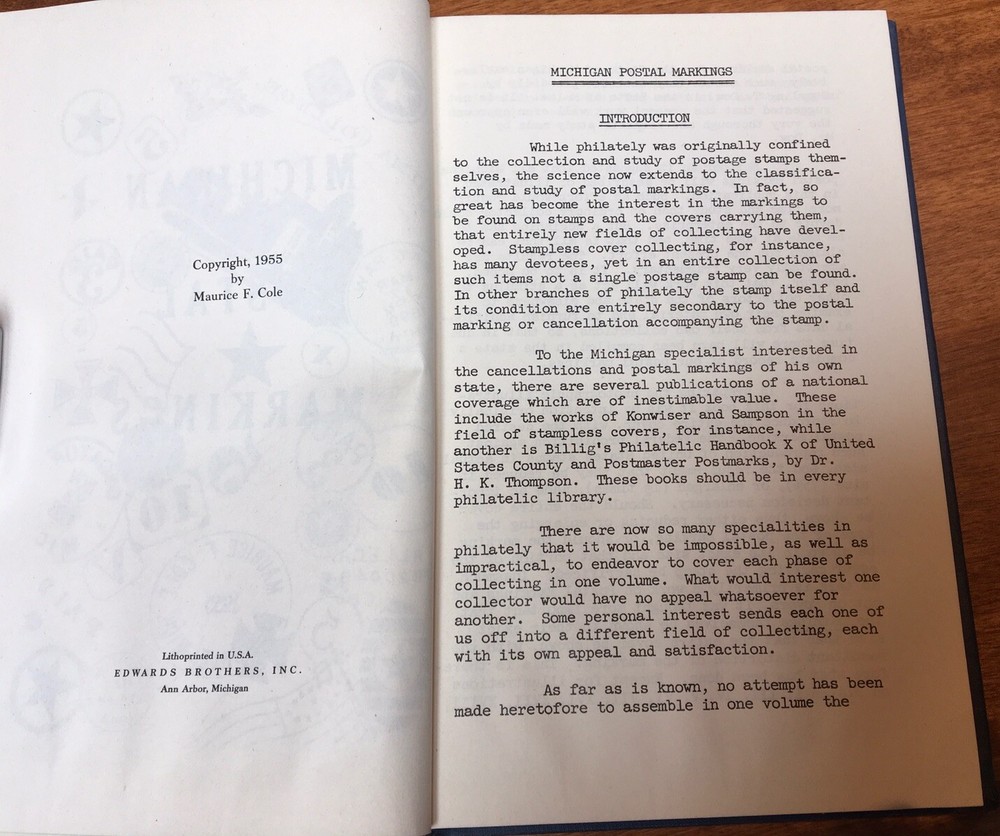 Copyright, 1955
by
Maurice F. Cole
Lithoprinted in U.S.A.
EDWARDS BROTHERS, INC.
Ann Arbor, Michigan
MICHIGAN POSTAL MARKINGS
INTRODUCTION
While philately was originally confined
to the collection and study of postage stamps them-
selves, the science now extends to the classifica-
tion and study of postal markings. In fact, so
great has become the interest in the markings to
be found on stamps and the covers carrying them,
that entirely new fields of collecting have devel-
oped. Stampless cover collecting, for instance,
has many devotees, yet in an entire collection of
such items not a single postage stamp can be found.
In other branches of philately the stamp itself and
its condition are entirely secondary to the postal
marking or cancellation accompanying the stamp.
To the Michigan specialist interested in
the cancellations and postal markings of his own
state, there are several publications of a national
coverage which are of inestimable value. These
include the works of Konwiser and Sampson in the
field of stampless covers, for instance, while
another is Billig's Philatelic Handbook X of United
States County and Postmaster Postmarks, by Dr.
H. K. Thompson. These books should be in every
philatelic library.
There are now so many specialities in
philately that it would be impossible, as well as
impractical, to endeavor to cover each phase of
collecting in one volume. What would interest one
collector would have no appeal whatsoever for
another. Some personal interest sends each one of
us off into a different field of collecting, each
with its own appeal and satisfaction.
As far as is known, no attempt has been
made heretofore to assemble in one volume the